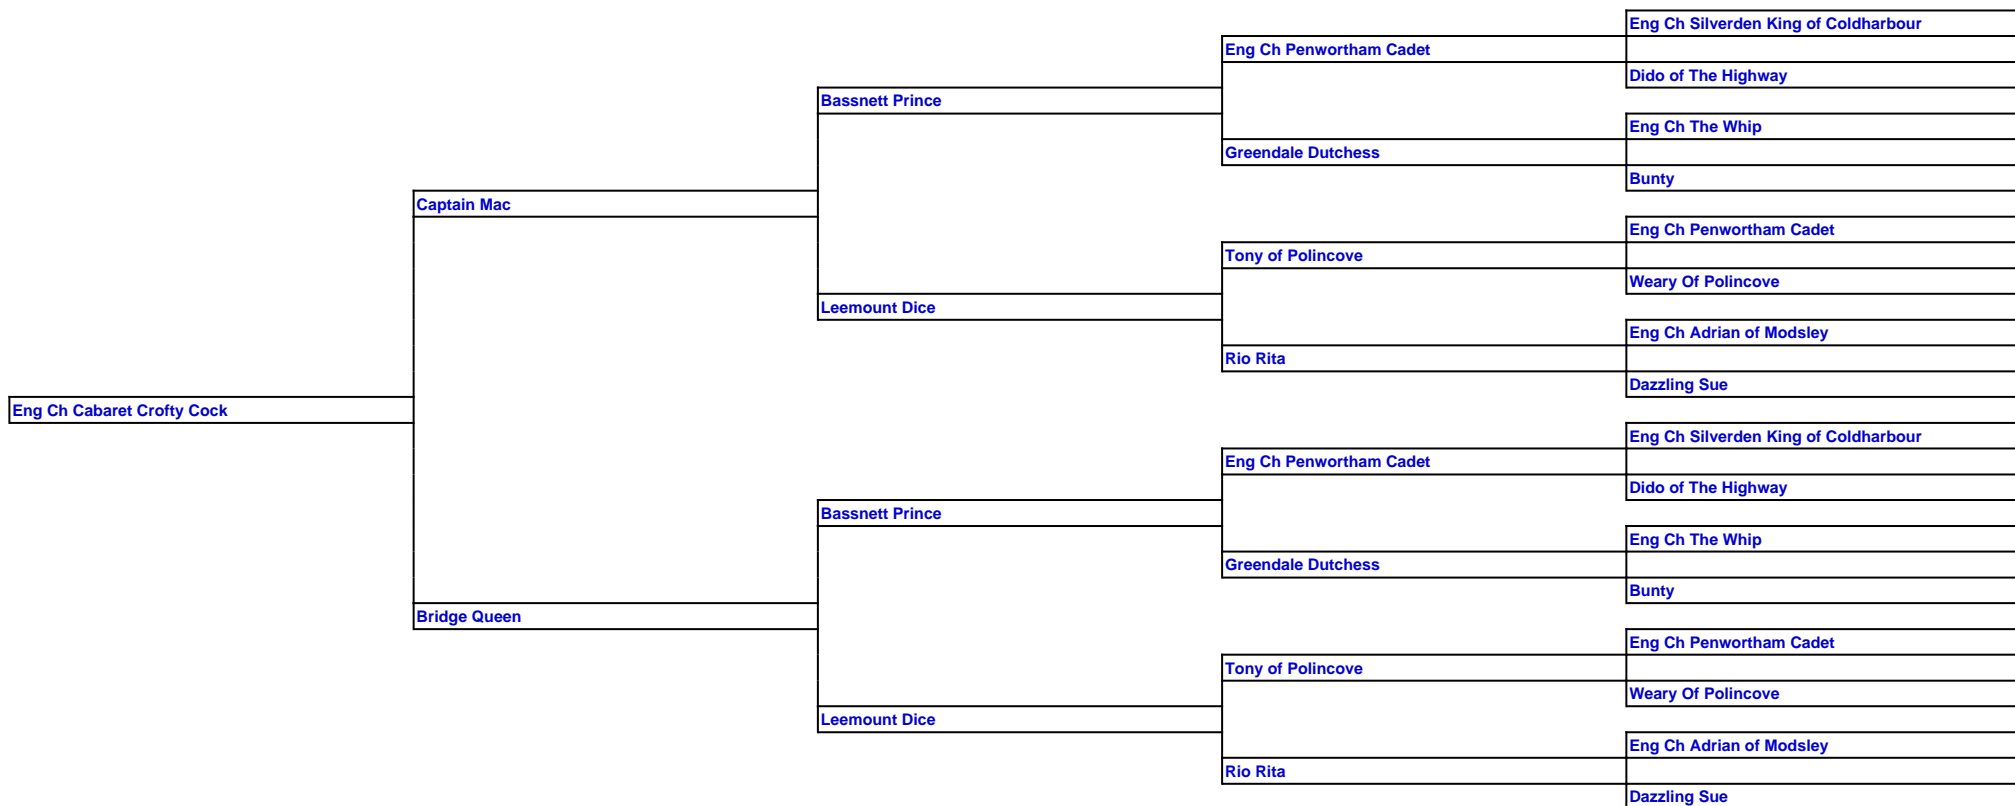 Eng Ch Silverden King of Coldharbour
Eng Ch Penwortham Cadet
Dido of The Highway
Bassnett Prince
Eng Ch The Whip
Greendale Dutchess
Bunty
Captain Mac
Eng Ch Penwortham Cadet
Tony of Polincove
Weary Of Polincove
Leemount Dice
Eng Ch Adrian of Modsley
Rio Rita
Dazzling Sue
Eng Ch Cabaret Crofty Cock
Eng Ch Silverden King of Coldharbour
Eng Ch Penwortham Cadet
Dido of The Highway
Bassnett Prince
Eng Ch The Whip
Greendale Dutchess
Bunty
Bridge Queen
Eng Ch Penwortham Cadet
Tony of Polincove
Weary Of Polincove
Leemount Dice
Eng Ch Adrian of Modsley
Rio Rita
Dazzling Sue